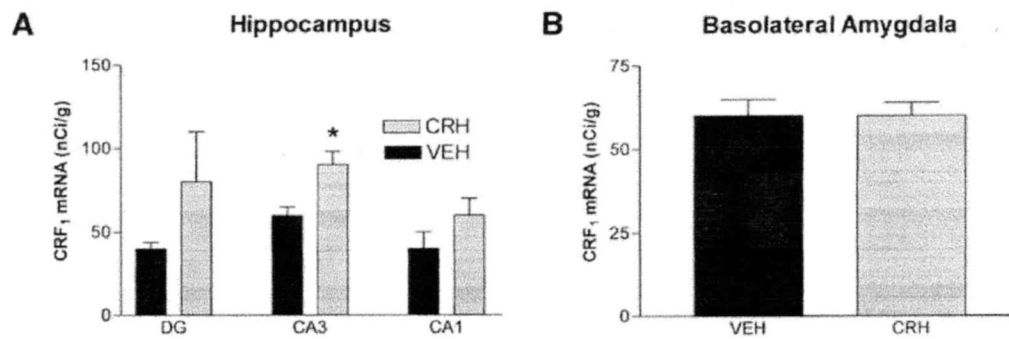 A
Hippocampus
CRF₁ mRNA (nCi/g)
150
100
50
0
*
CRH
VEH
DG CA3 CA1
B
Basolateral Amygdala
CRF₁ mRNA (nCi/g)
75
50
25
0
VEH CRH